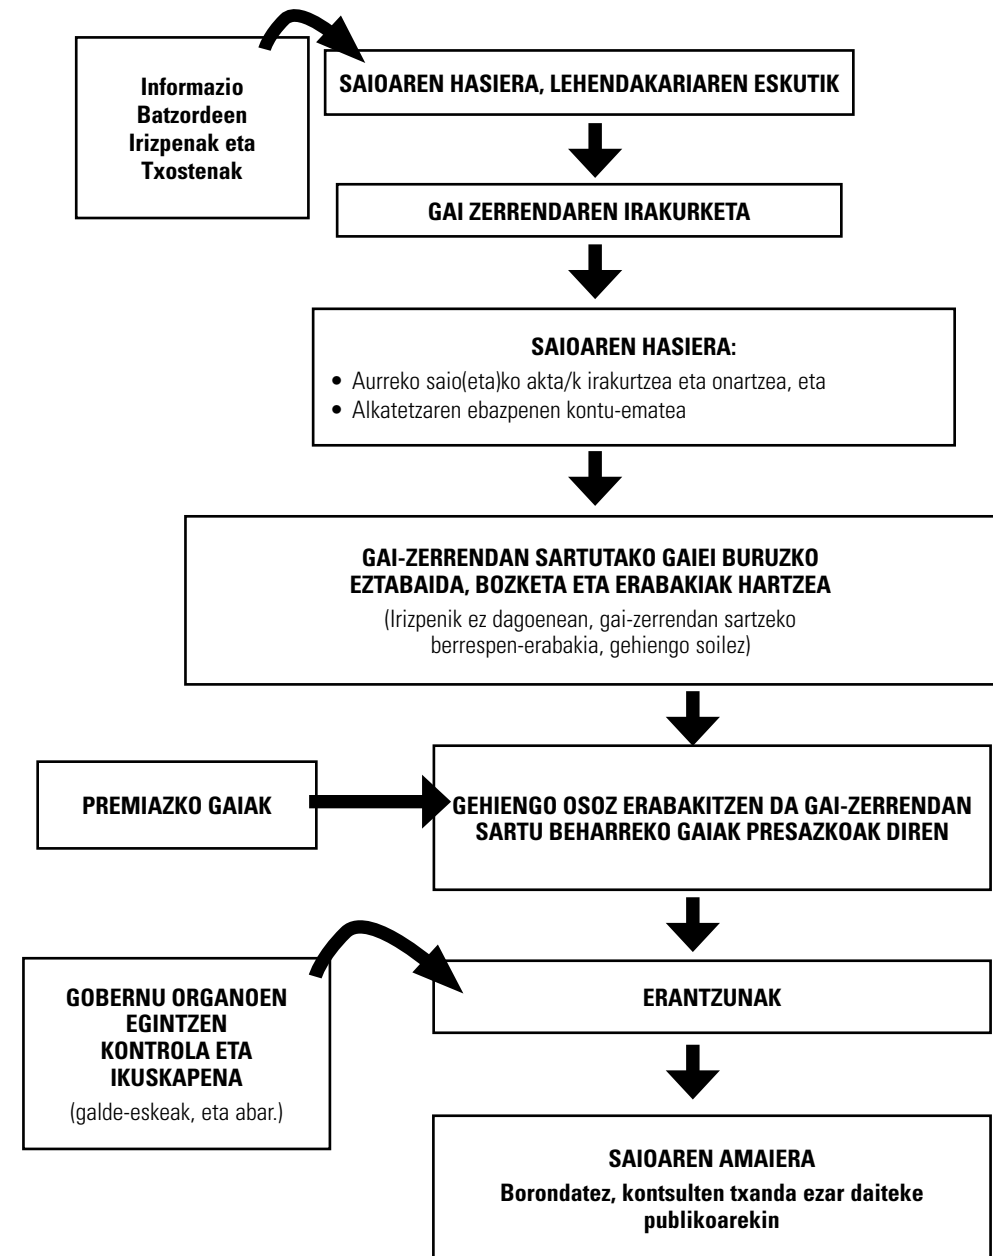 Informazio
Batzordeen
Irizpenak eta
Txostenak
SAIOAREN HASIERA, LEHENDAKARIAREN ESKUTIK
GAI ZERRENDAREN IRAKURKETA
SAIOAREN HASIERA:
• Aurreko saio(eta)ko akta/k irakurtzea eta onartzea, eta
• Alkatetzaren ebazpenen kontu-ematea
GAI-ZERRENDAN SARTUTAKO GAIEI BURUZKO
EZTABAIDA, BOZKETA ETA ERABAKIAK HARTZEA
(Irizpenik ez dagoenean, gai-zerrendan sartzeko
berrespen-erabakia, gehiengo soilez)
PREMIAZKO GAIAK
GEHIENGO OSOZ ERABAKITZEN DA GAI-ZERRENDAN
SARTU BEHARREKO GAIAK PRESAZKOAK DIREN
GOBERNU ORGANOEN
EGINTZEN
KONTROLA ETA
IKUSKAPENA
(galde-eskeak, eta abar.)
ERANTZUNAK
SAIOAREN AMAIERA
Borondatez, kontsulten txanda ezar daiteke
publikoarekin